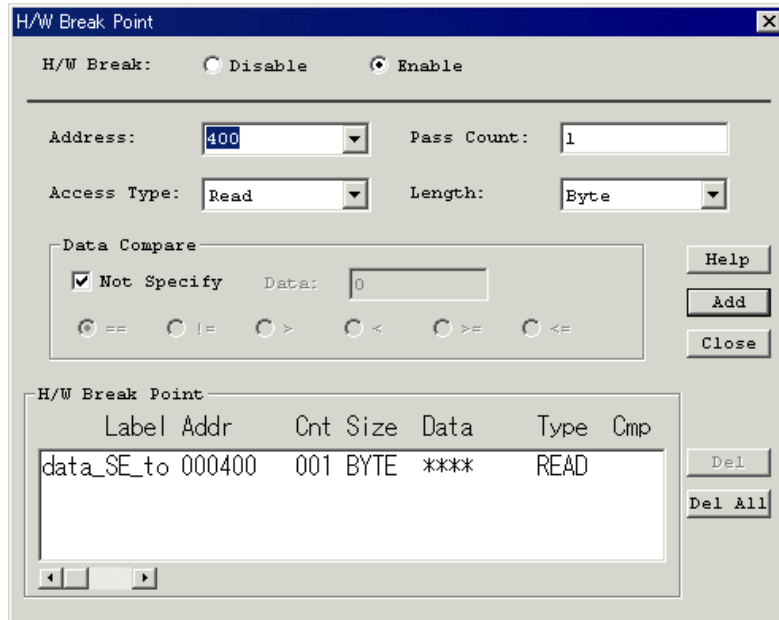 H/W Break Point
H/W Break: Disable Enable
Address: 400 Pass Count: 1
Access Type: Read Length: Byte
Data Compare
Not Specify Data: 0
== != > < >= <=
Help
Add
Close
H/W Break Point
Label Addr Cnt Size Data Type Cmp
data_SE_to 000400 001 BYTE **** READ
Del
Del All